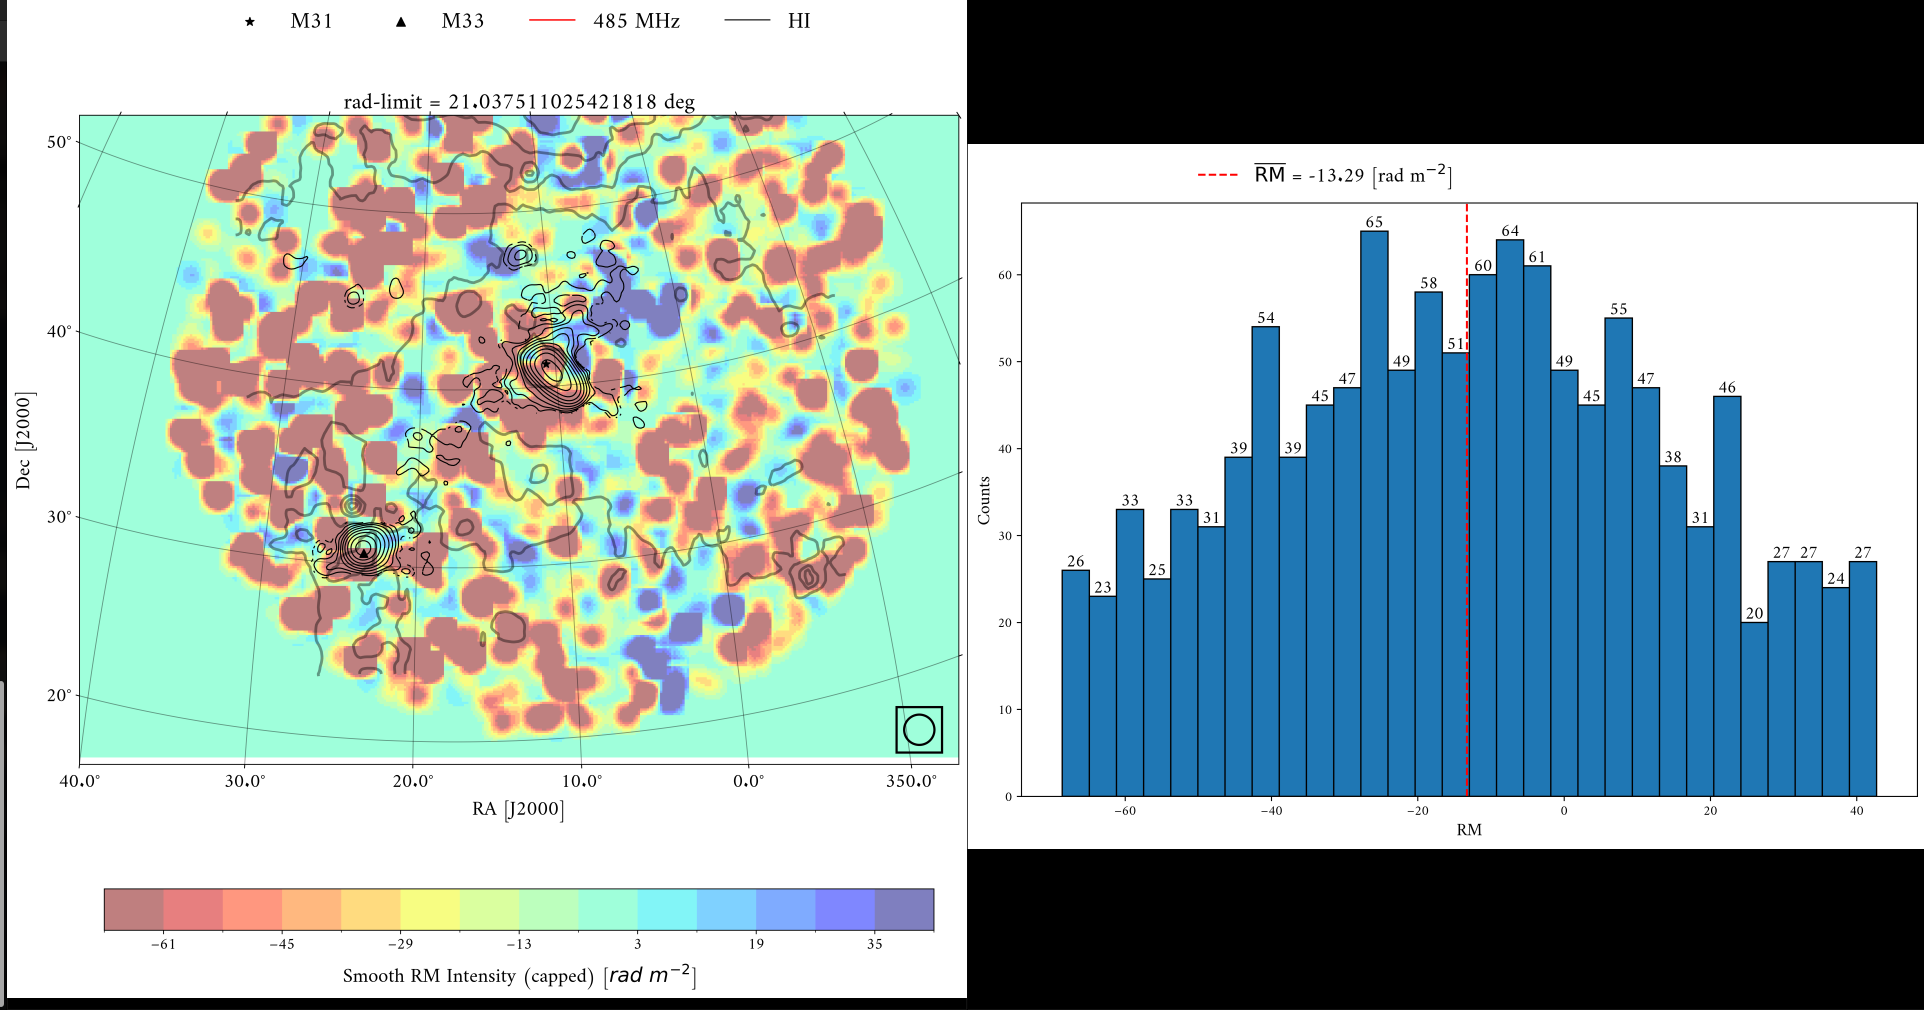 M31 M33 485 MHz HI
rad-limit = 21.037511025421818 deg
50°
40°
30°
20°
Dec [J2000]
40.0° 30.0° 20.0° 10.0° 0.0° 350.0°
RA [J2000]
−61 −45 −29 −13 3 19 35
Smooth RM Intensity (capped) [rad m−2]
RM = -13.29 [rad m−2]
26 23 33 25 33 31 39 54 39 45 47 65 49 58 51 60 64 61 49 45 55 47 38 31 46 20 27 27 24 27
60
50
40
30
20
10
0
Counts
−60 −40 −20 0 20 40
RM